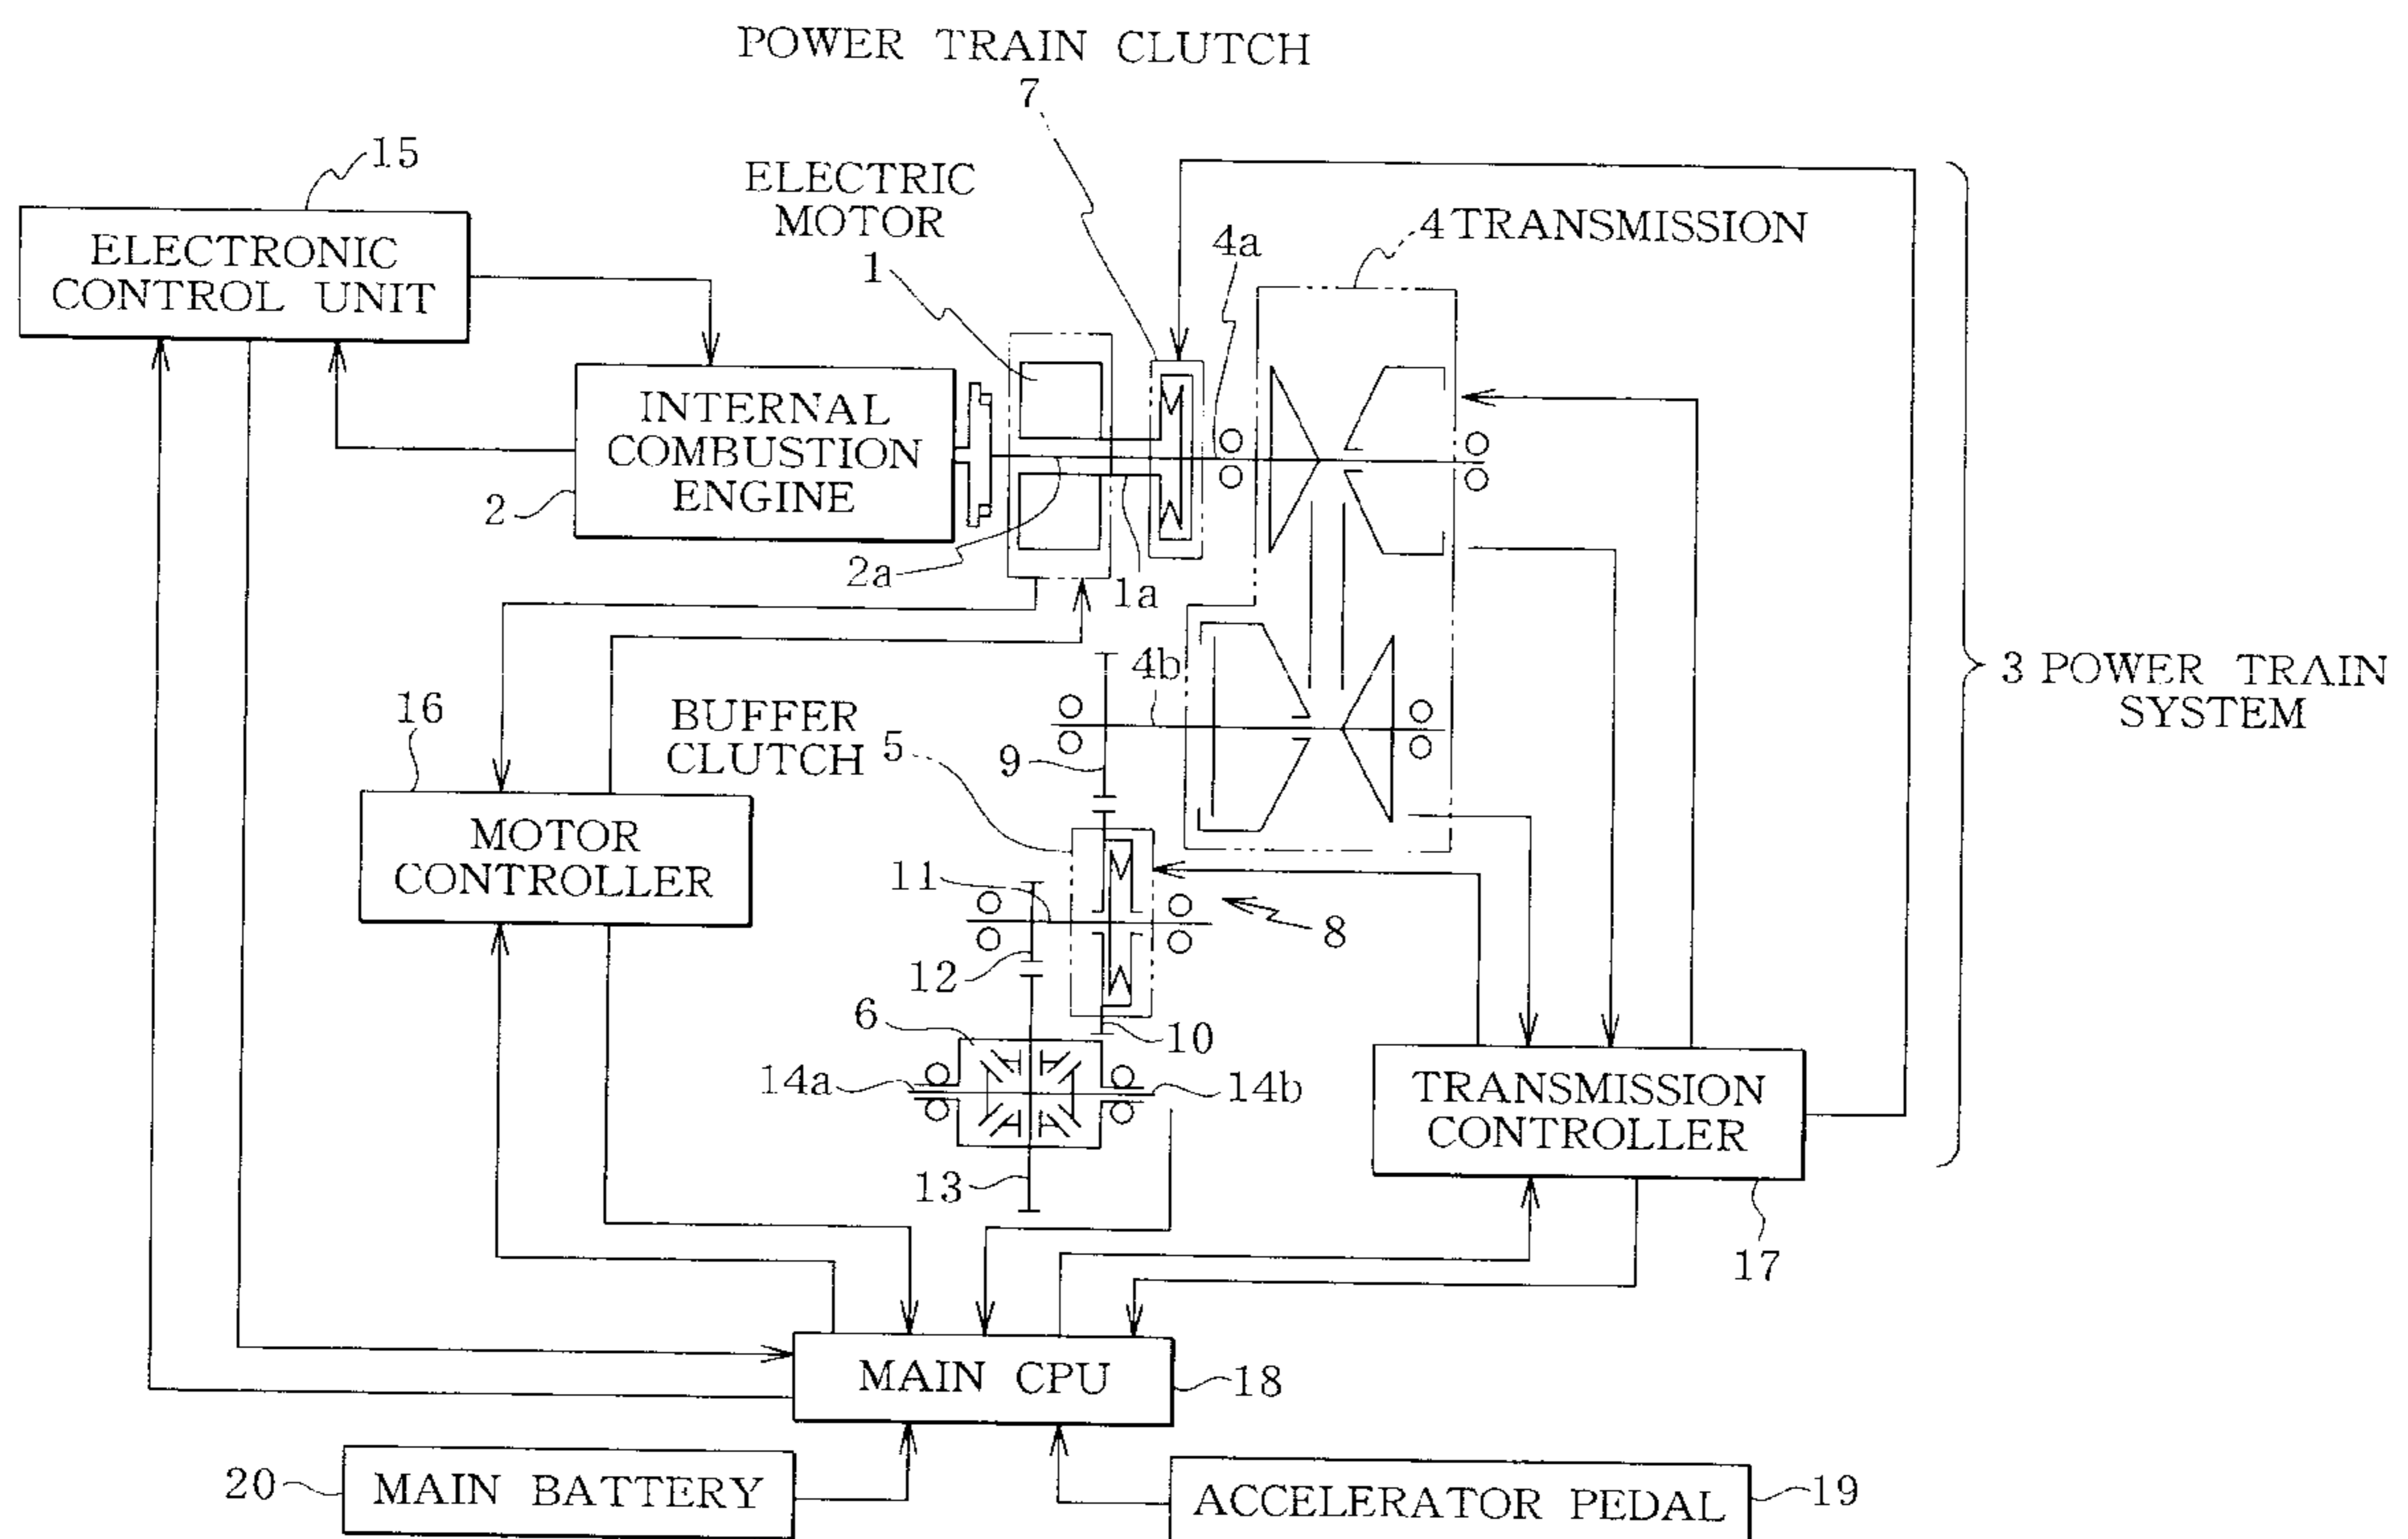 POWER TRAIN CLUTCH
7
15
ELECTRIC
MOTOR
1
4a
4 TRANSMISSION
ELECTRONIC
CONTROL UNIT
INTERNAL
COMBUSTION
ENGINE
2
2a
1a
3 POWER TRAIN
SYSTEM
4b
16
BUFFER
CLUTCH 5
9
MOTOR
CONTROLLER
11
8
12
6
10
14a
14b
TRANSMISSION
CONTROLLER
13
17
MAIN CPU
18
20
MAIN BATTERY
ACCELERATOR PEDAL
19